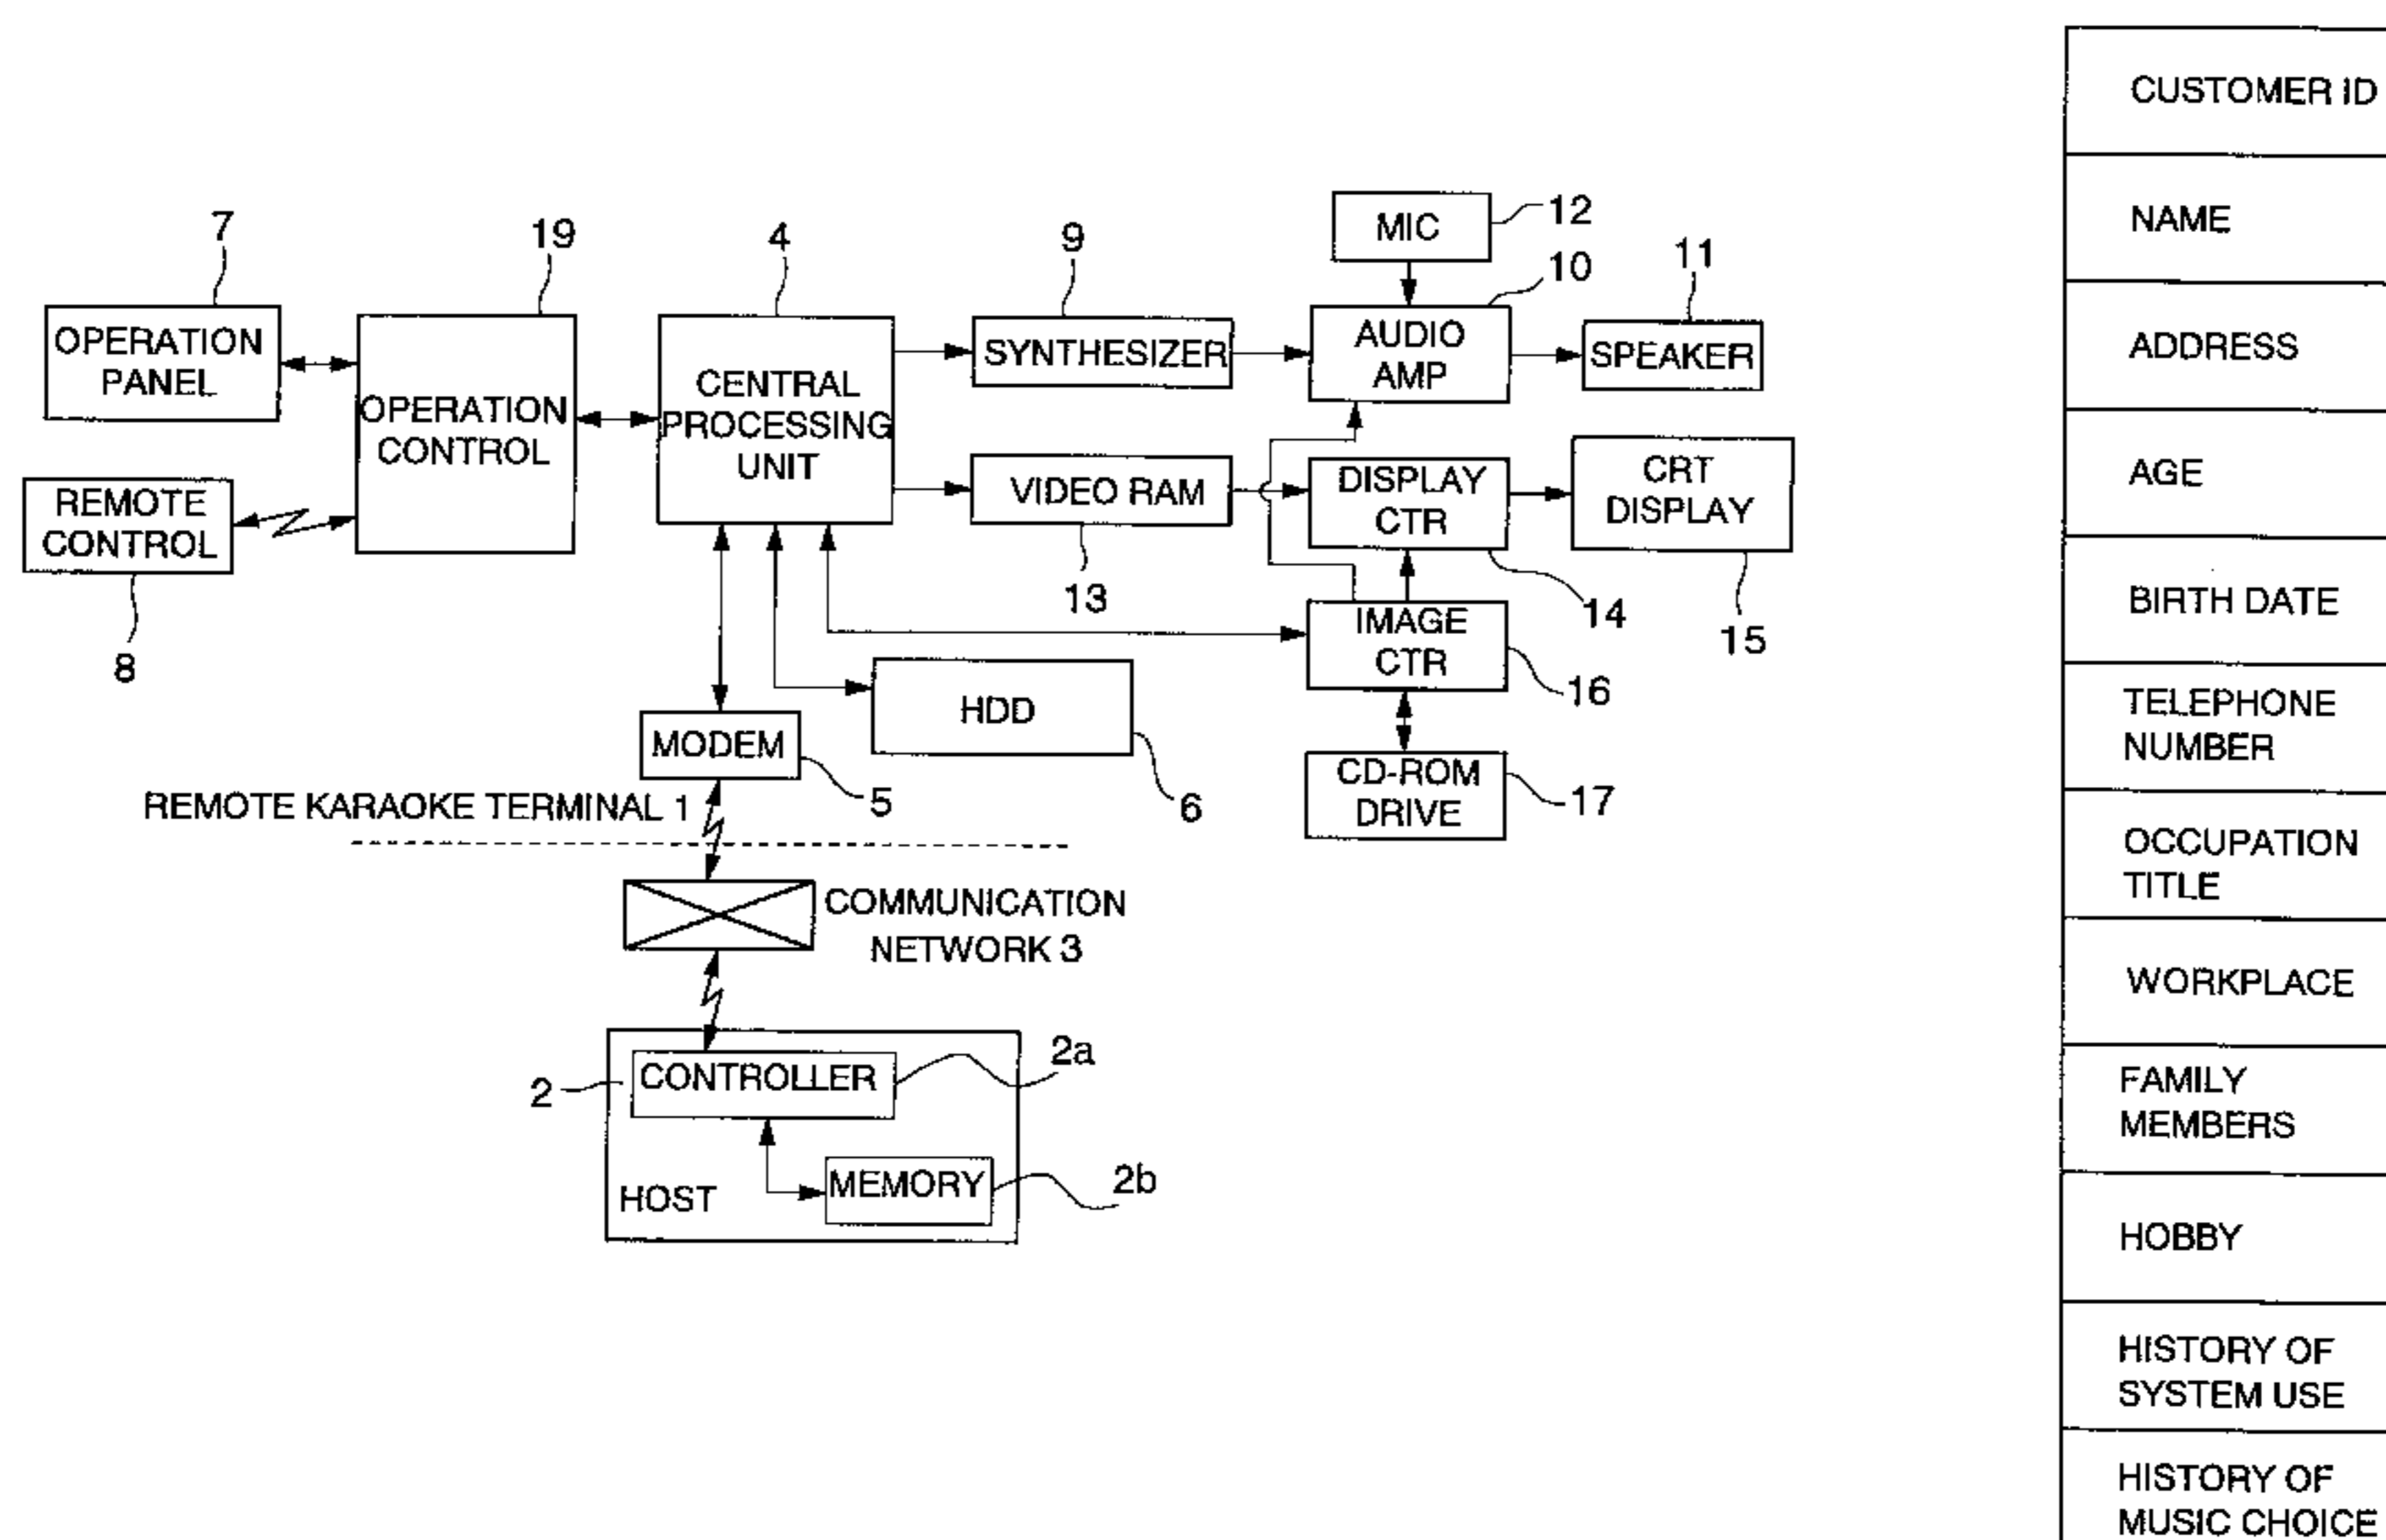 7
19
4
9
MIC
12
10
11
OPERATION
PANEL
OPERATION
CONTROL
CENTRAL
PROCESSING
UNIT
SYNTHESIZER
AUDIO
AMP
SPEAKER
REMOTE
CONTROL
8
VIDEO RAM
13
DISPLAY
CTR
14
CRT
DISPLAY
15
IMAGE
CTR
16
HDD
6
MODEM
5
CD-ROM
DRIVE
17
REMOTE KARAOKE TERMINAL 1
COMMUNICATION
NETWORK 3
2
CONTROLLER
2a
HOST
MEMORY
2b
CUSTOMER ID
NAME
ADDRESS
AGE
BIRTH DATE
TELEPHONE
NUMBER
OCCUPATION
TITLE
WORKPLACE
FAMILY
MEMBERS
HOBBY
HISTORY OF
SYSTEM USE
HISTORY OF
MUSIC CHOICE